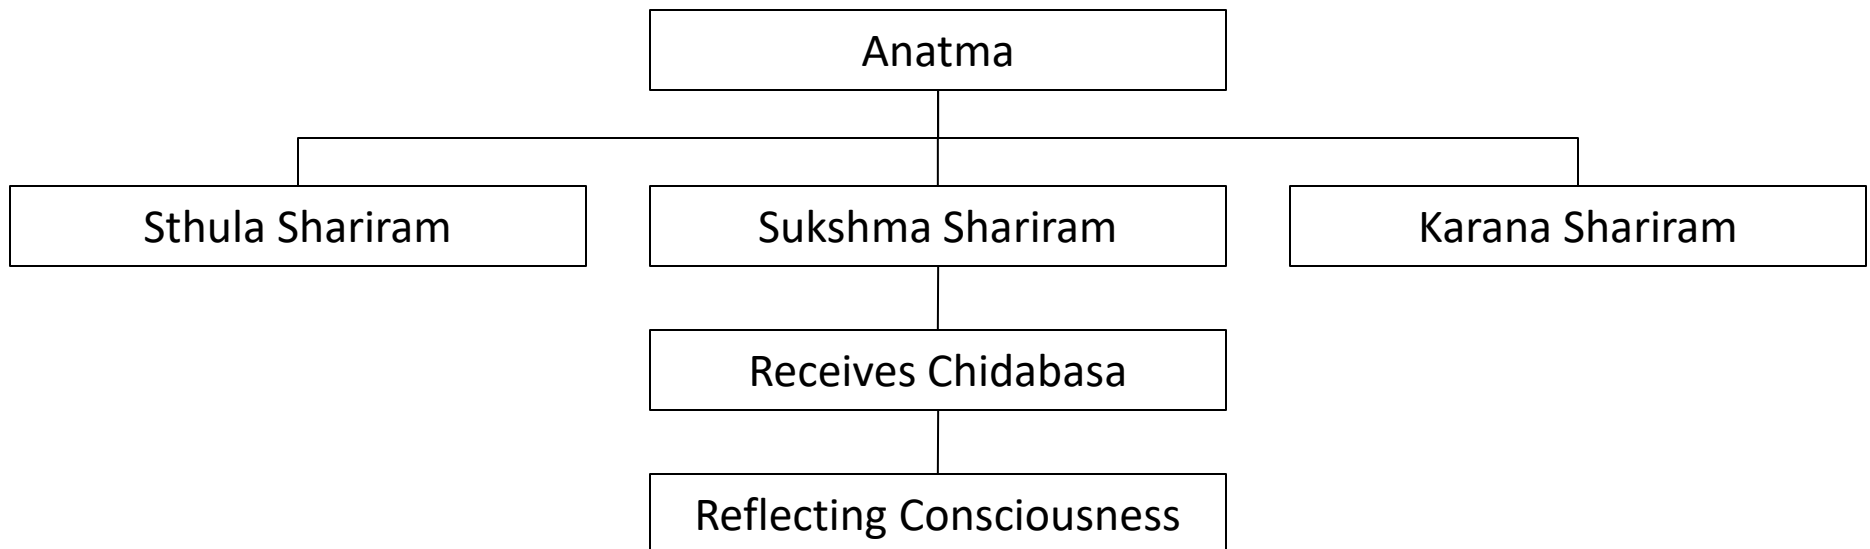 Anatma
Sthula Shariram
Sukshma Shariram
Karana Shariram
Receives Chidabasa
Reflecting Consciousness